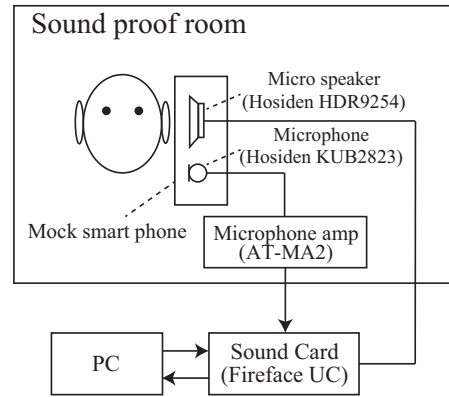 Sound proof room
Micro speaker
(Hosiden HDR9254)
Microphone
(Hosiden KUB2823)
Mock smart phone
Microphone amp
(AT-MA2)
PC
Sound Card
(Fireface UC)